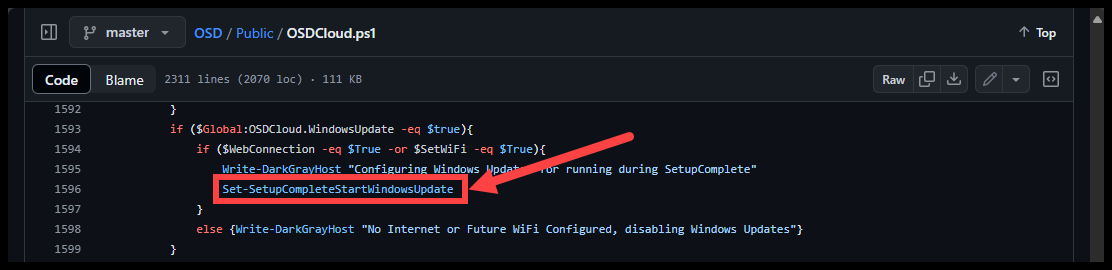 master OSD / Public / OSDCloud.ps1 Top
Code Blame 2311 lines (2070 loc) · 111 KB Raw
1592 }
1593 if ($Global:OSDCloud.WindowsUpdate -eq $true){
1594 if ($WebConnection -eq $True -or $SetWiFi -eq $True){
1595 Write-DarkGrayHost "Configuring Windows for running during SetupComplete"
1596 Set-SetupCompleteStartWindowsUpdate
1597 }
1598 else {Write-DarkGrayHost "No Internet or Future WiFi Configured, disabling Windows Updates"}
1599 }